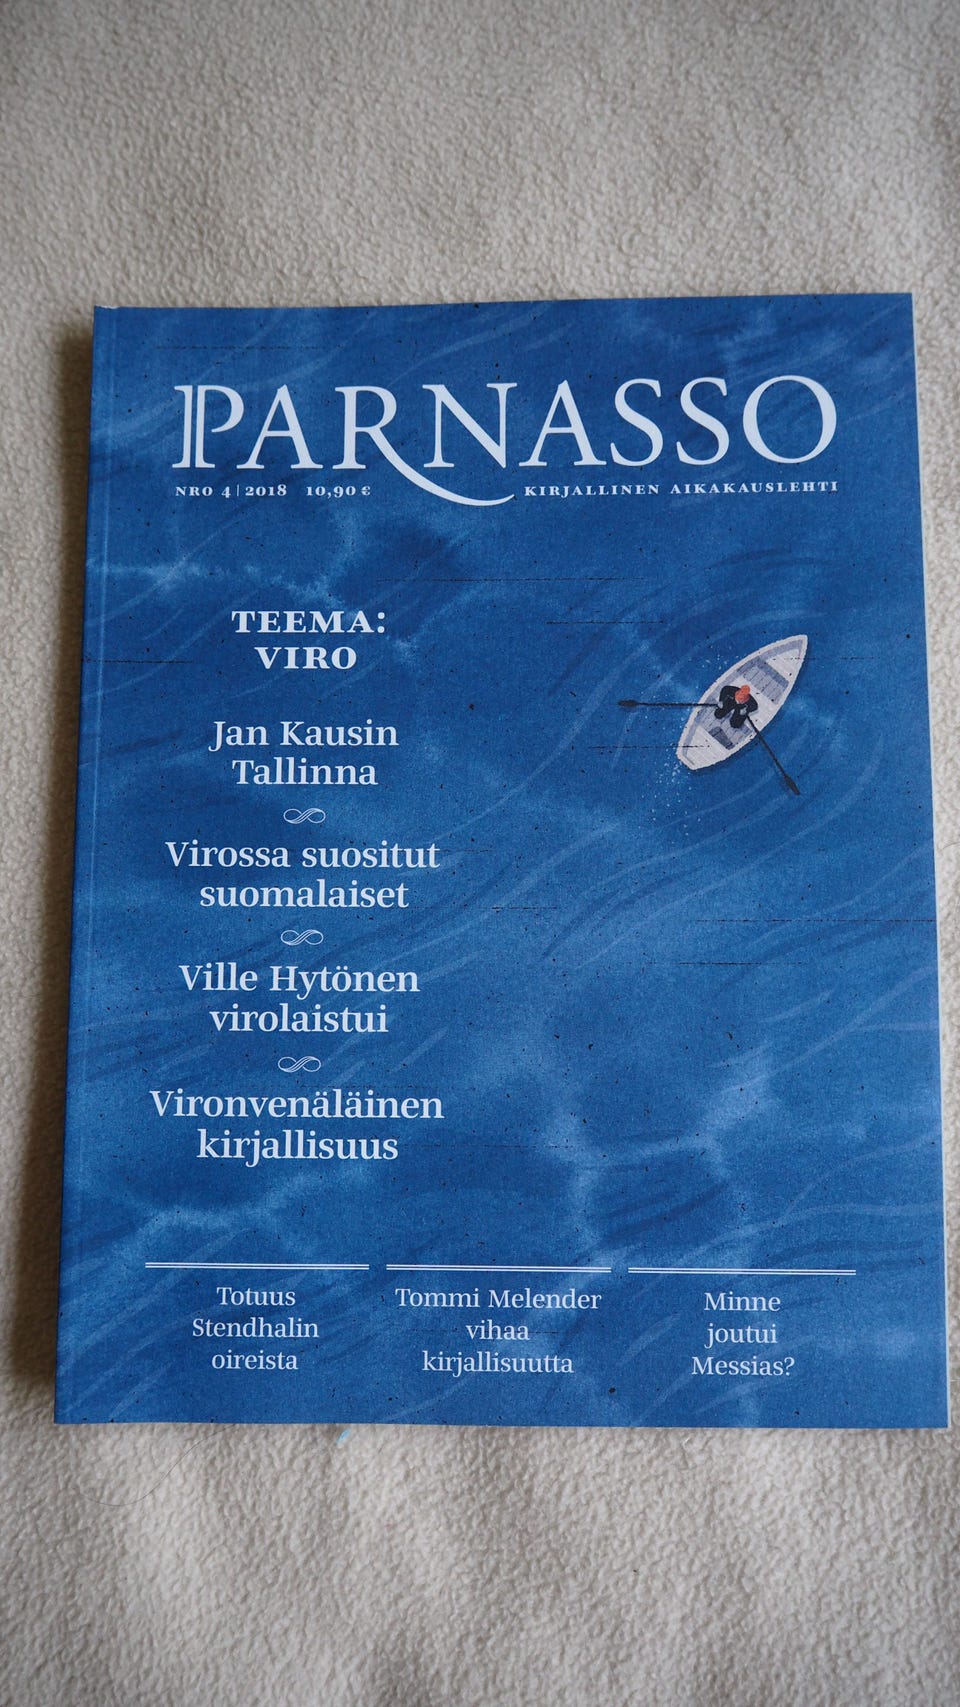 PARNASSO
NRO 4 | 2018 10,90 €
KIRJALLINEN AIKAKAUSLEHTI
TEEMA:
VIRO
Jan Kausin
Tallinna
Virossa suositut
suomalaiset
Ville Hytönen
virolaistui
Vironvenäläinen
kirjallisuus
Totuus
Stendhalin
oireista
Tommi Melender
vihaa
kirjallisuutta
Minne
joutui
Messias?